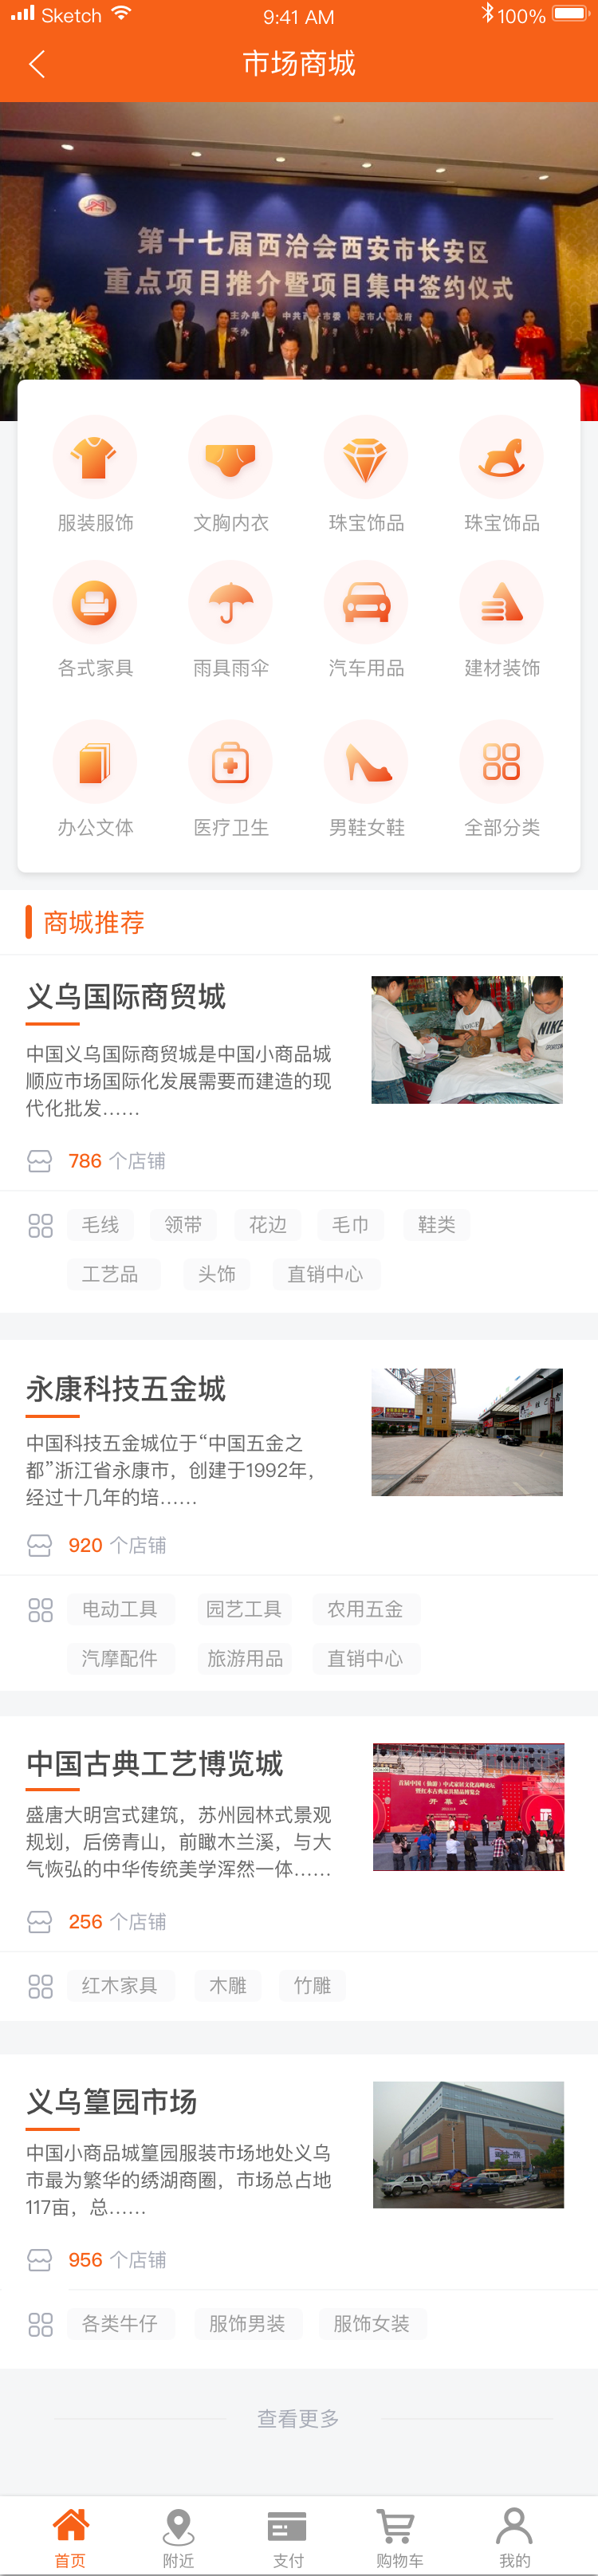 Sketch 9:41 AM 100%
市场商城
第十七届西洽会西安市长安区
重点项目推介暨项目集中签约仪式
服装服饰 文胸内衣 珠宝饰品 珠宝饰品
各式家具 雨具雨伞 汽车用品 建材装饰
办公文体 医疗卫生 男鞋女鞋 全部分类
商城推荐
义乌国际商贸城
中国义乌国际商贸城是中国小商品城
顺应市场国际化发展需要而建造的现
代化批发……
NIKE
786 个店铺
毛线 领带 花边 毛巾 鞋类
工艺品 头饰 直销中心
永康科技五金城
中国科技五金城位于“中国五金之
都”浙江省永康市，创建于1992年，
经过十几年的培……
920 个店铺
电动工具 园艺工具 农用五金
汽摩配件 旅游用品 直销中心
中国古典工艺博览城
盛唐大明宫式建筑，苏州园林式景观
规划，后傍青山，前瞰木兰溪，与大
气恢弘的中华传统美学浑然一体……
开幕式
256 个店铺
红木家具 木雕 竹雕
义乌篁园市场
中国小商品城篁园服装市场地处义乌
市最为繁华的绣湖商圈，市场总占地
117亩，总……
956 个店铺
各类牛仔 服饰男装 服饰女装
查看更多
首页 附近 支付 购物车 我的